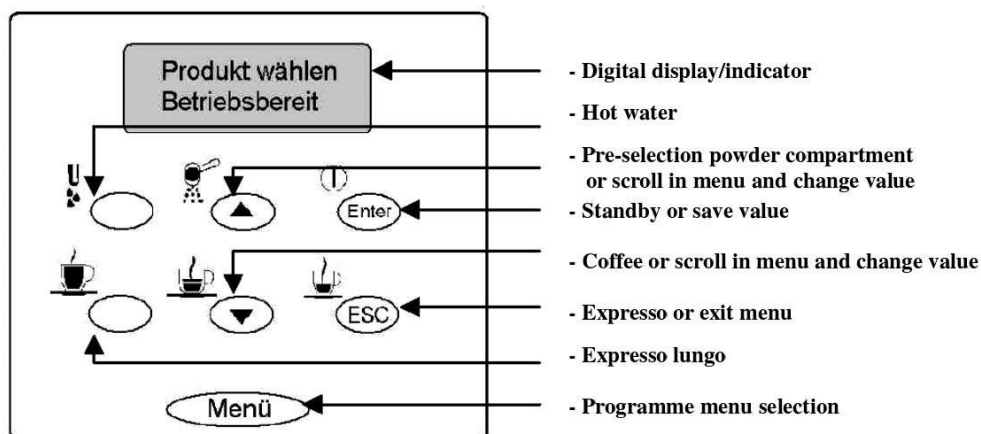 Produkt wählen
Betriebsbereit
- Digital display/indicator
- Hot water
- Pre-selection powder compartment
or scroll in menu and change value
Enter
- Standby or save value
- Coffee or scroll in menu and change value
ESC
- Expresso or exit menu
- Expresso lungo
Menü
- Programme menu selection